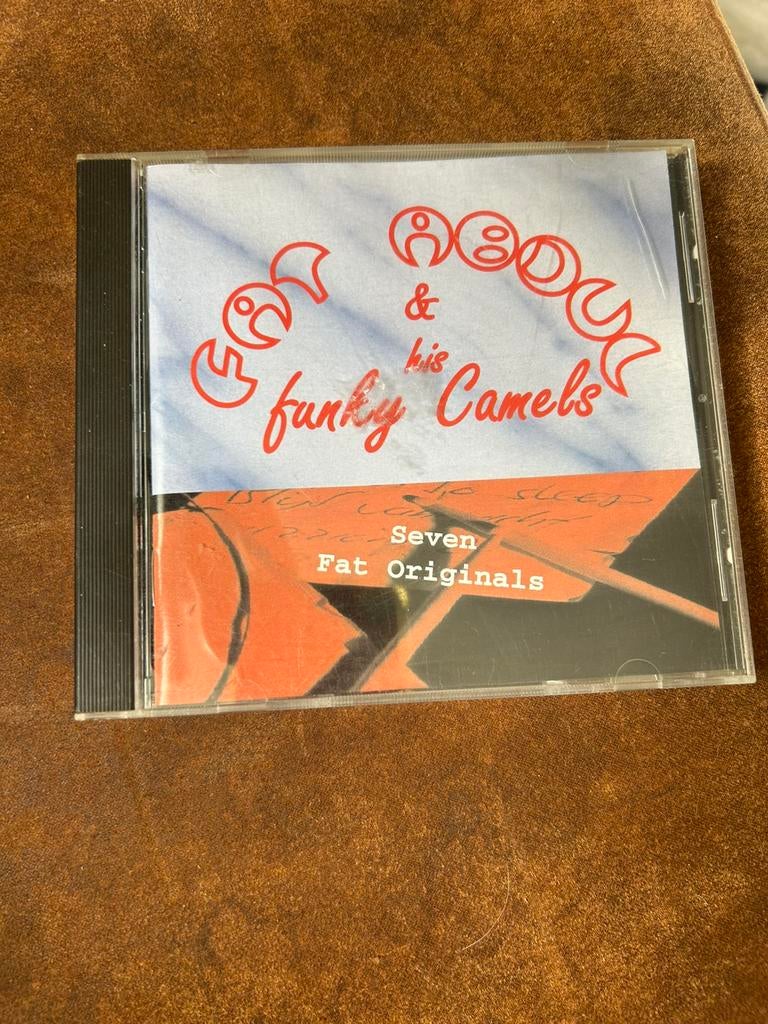 FAT ABDUL
&
his
funky Camels
Seven
Fat Originals